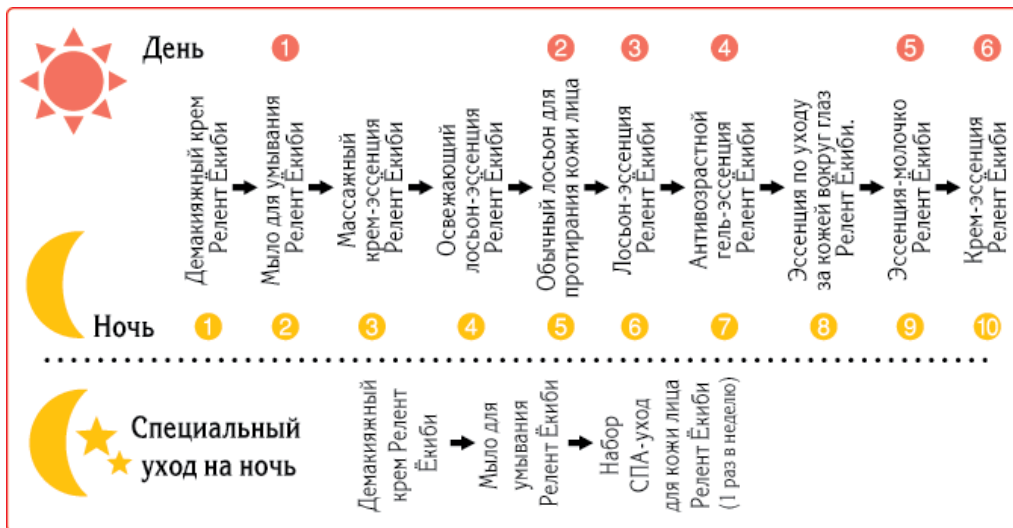 День
1
2
3
4
5
6
Демакияжный крем
Релент Ёкиби
Мыло для умывания
Релент Ёкиби
Массажный
крем-эссенция
Релент Ёкиби
Освежающий
лосьон-эссенция
Релент Ёкиби
Обычный лосьон для
протирания кожи лица
Релент Ёкиби
Лосьон-эссенция
Релент Ёкиби
Антивозрастной
гель-эссенция
Релент Ёкиби
Эссенция по уходу
за кожей вокруг глаз
Релент Ёкиби.
Эссенция-молочко
Релент Ёкиби
Крем-эссенция
Релент Ёкиби
Ночь
1
2
3
4
5
6
7
8
9
10
Специальный
уход на ночь
Демакияжный
крем Релент
Ёкиби
Мыло для
умывания
Релент Ёкиби
Набор
СПА-уход
для кожи лица
Релент Ёкиби
(1 раз в неделю)